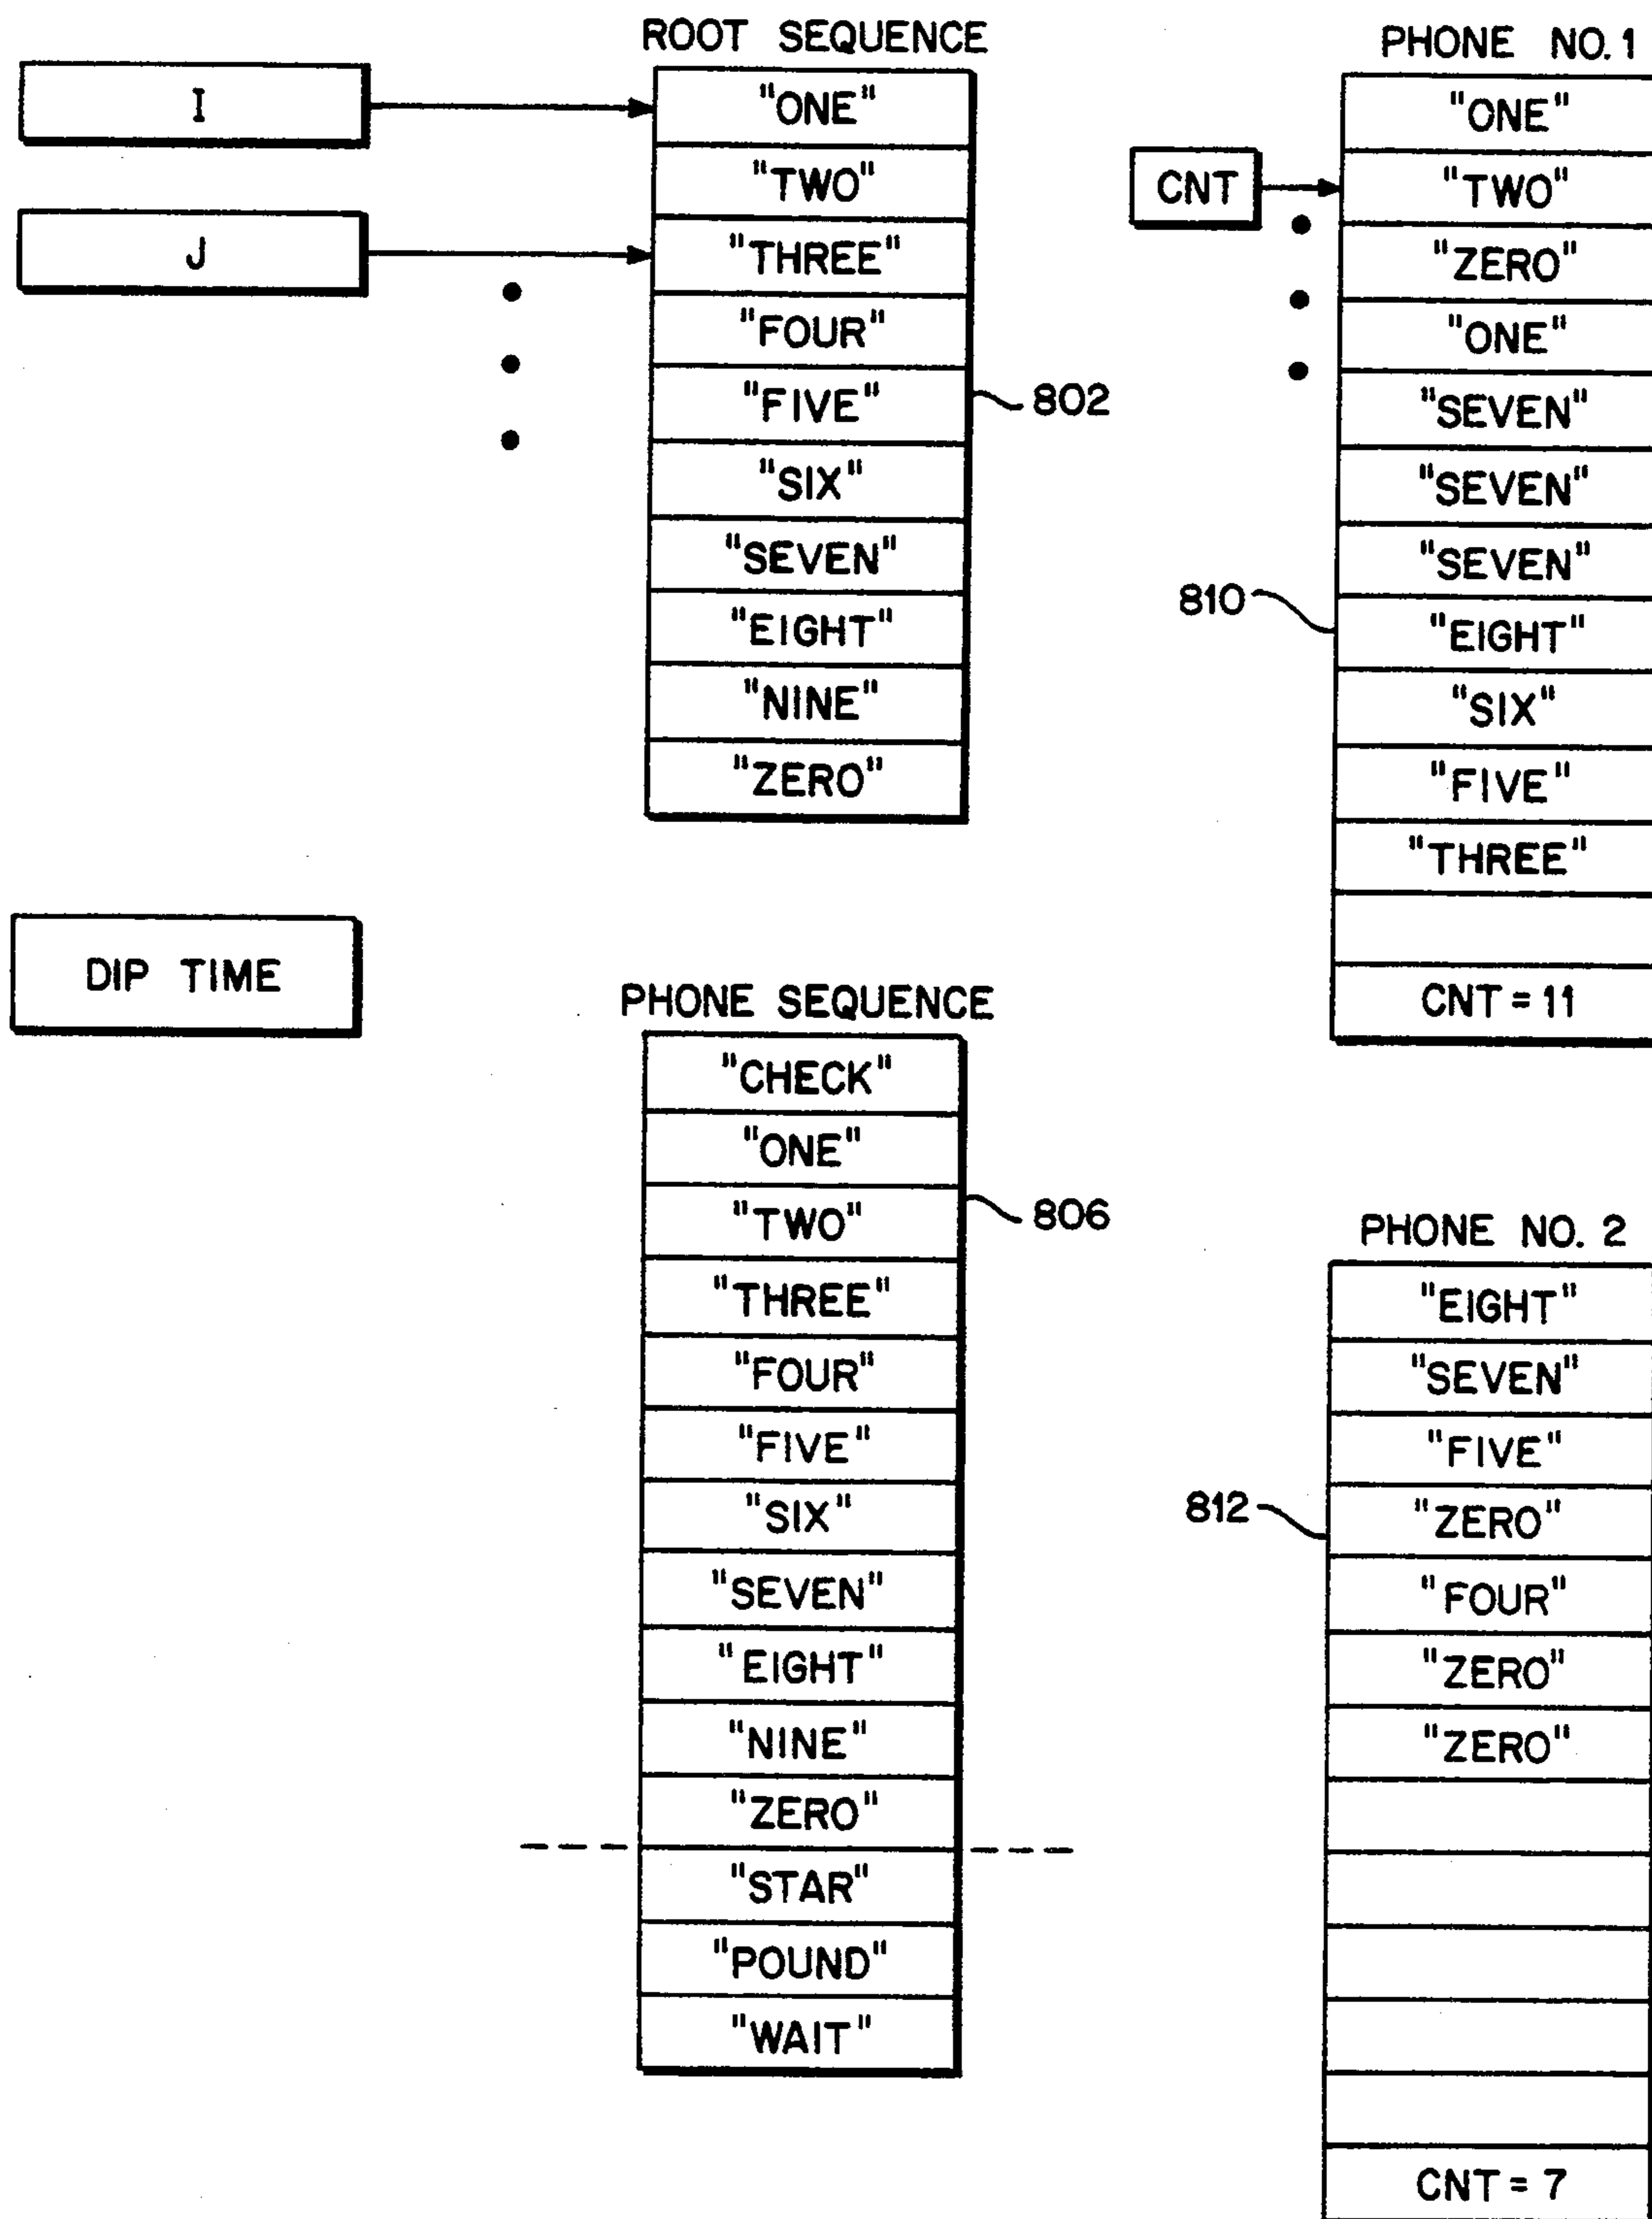 ROOT SEQUENCE
I
"ONE"
"TWO"
J
"THREE"
"FOUR"
"FIVE"
802
"SIX"
"SEVEN"
"EIGHT"
"NINE"
"ZERO"
PHONE NO. 1
"ONE"
CNT
"TWO"
"ZERO"
"ONE"
"SEVEN"
"SEVEN"
"SEVEN"
810
"EIGHT"
"SIX"
"FIVE"
"THREE"
CNT = 11
DIP TIME
PHONE SEQUENCE
"CHECK"
"ONE"
"TWO"
806
"THREE"
"FOUR"
"FIVE"
"SIX"
"SEVEN"
"EIGHT"
"NINE"
"ZERO"
"STAR"
"POUND"
"WAIT"
PHONE NO. 2
"EIGHT"
"SEVEN"
"FIVE"
812
"ZERO"
"FOUR"
"ZERO"
"ZERO"
CNT = 7